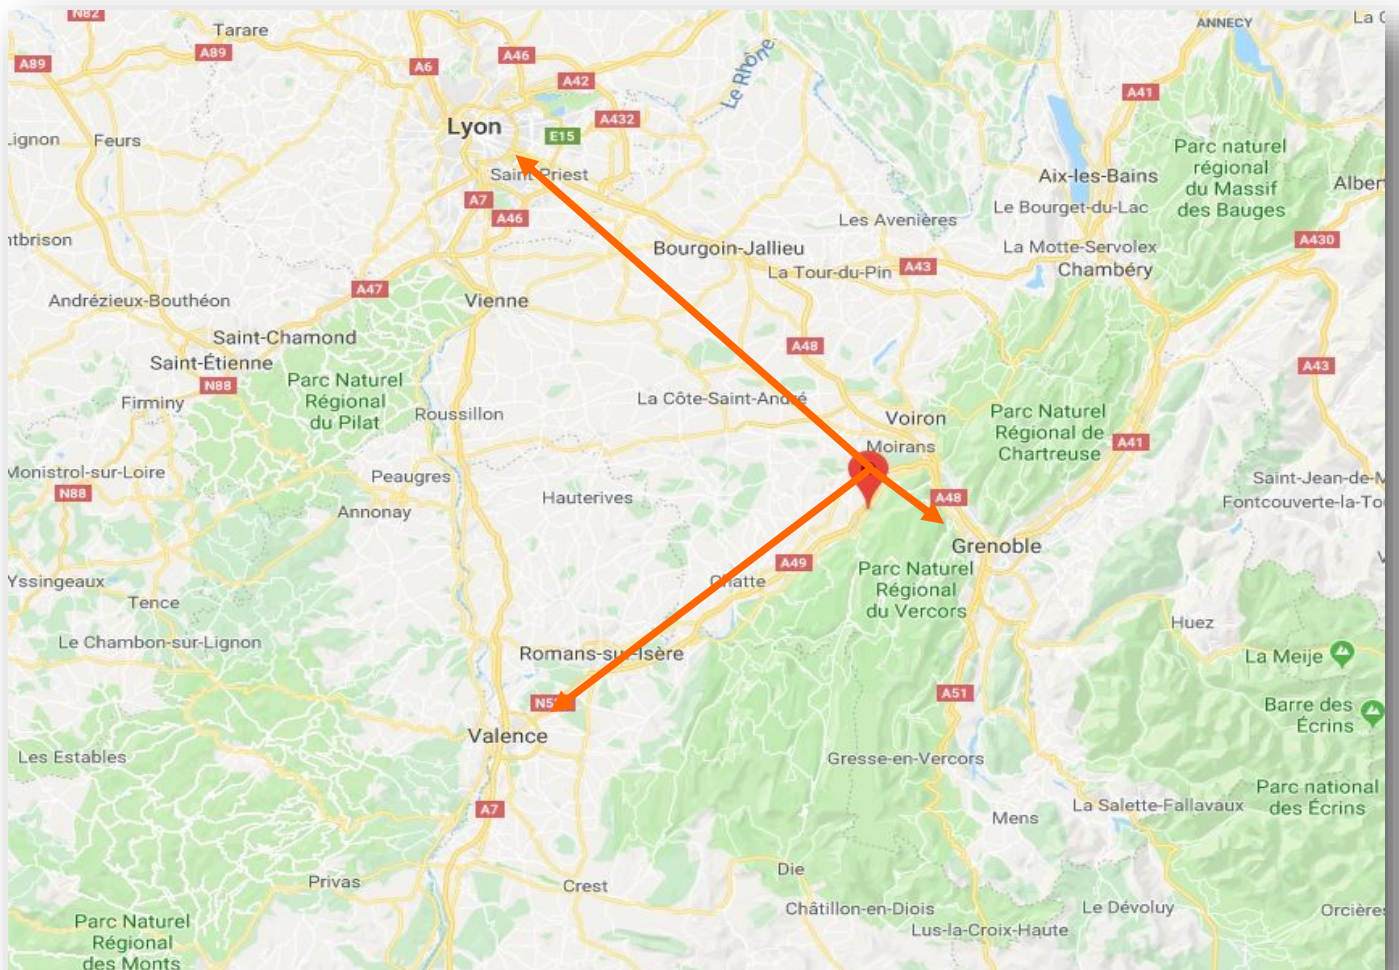 N82
Tarare
ANNECY
A89
A46
A89
A6
A42
A41
Le Rhône
A432
Lyon
E15
ignon
Feurs
Parc naturel
régional
du Massif
des Bauges
Saint-Priest
Aix-les-Bains
Alber
A7
A46
Le Bourget-du-Lac
Les Avenières
ntbrison
Bourgoin-Jallieu
La Motte-Servolex
A430
La Tour-du-Pin
A43
Chambéry
A47
Andrézieux-Bouthéon
Vienne
Saint-Chamond
A48
Saint-Étienne
A43
N88
Parc Naturel
Régional
du Pilat
Firminy
La Côte-Saint-André
Roussillon
Voiron
Parc Naturel
Régional de
Chartreuse
A41
Moirans
Monistrol-sur-Loire
Peaugres
Saint-Jean-de-M
N88
Hauterives
A48
Fontcouverte-la-To
Annonay
Grenoble
A49
Yssingeaux
Chatte
Parc Naturel
Régional
du Vercors
Tence
Huez
Le Chambon-sur-Lignon
Romans-sur-Isère
La Meije
A51
N5
Barre des
Écrins
Valence
Les Estables
Gresse-en-Vercors
Parc national
des Écrins
A7
La Salette-Fallavaux
Mens
Die
Privas
Crest
Châtillon-en-Diois
Le Dévoluy
Orcière
Parc Naturel
Régional
des Monts
Lus-la-Croix-Haute